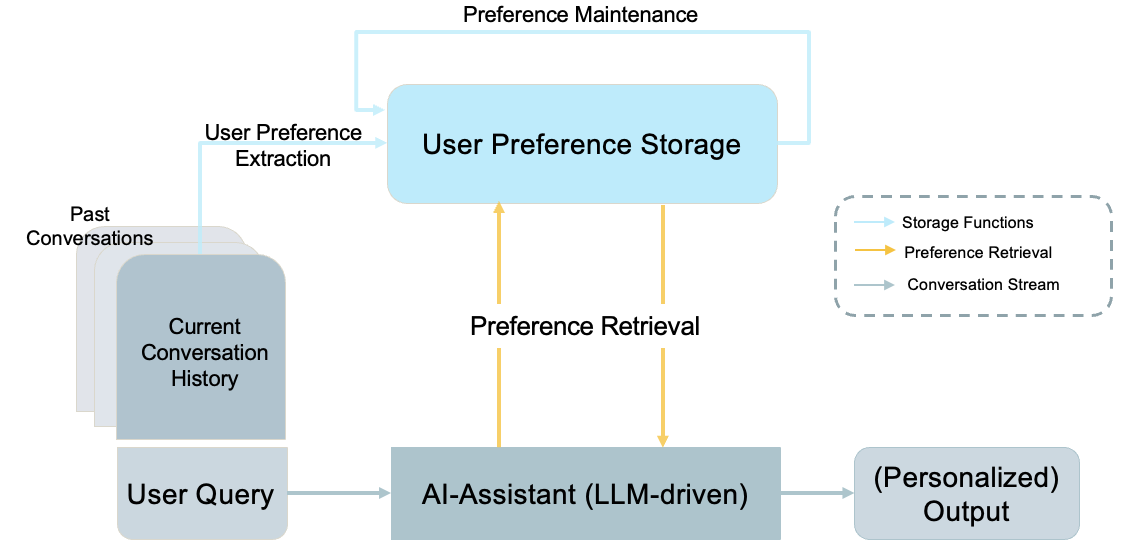 Preference Maintenance
User Preference Storage
User Preference
Extraction
Past
Conversations
Current
Conversation
History
Storage Functions
Preference Retrieval
Conversation Stream
Preference Retrieval
User Query
AI-Assistant (LLM-driven)
(Personalized)
Output